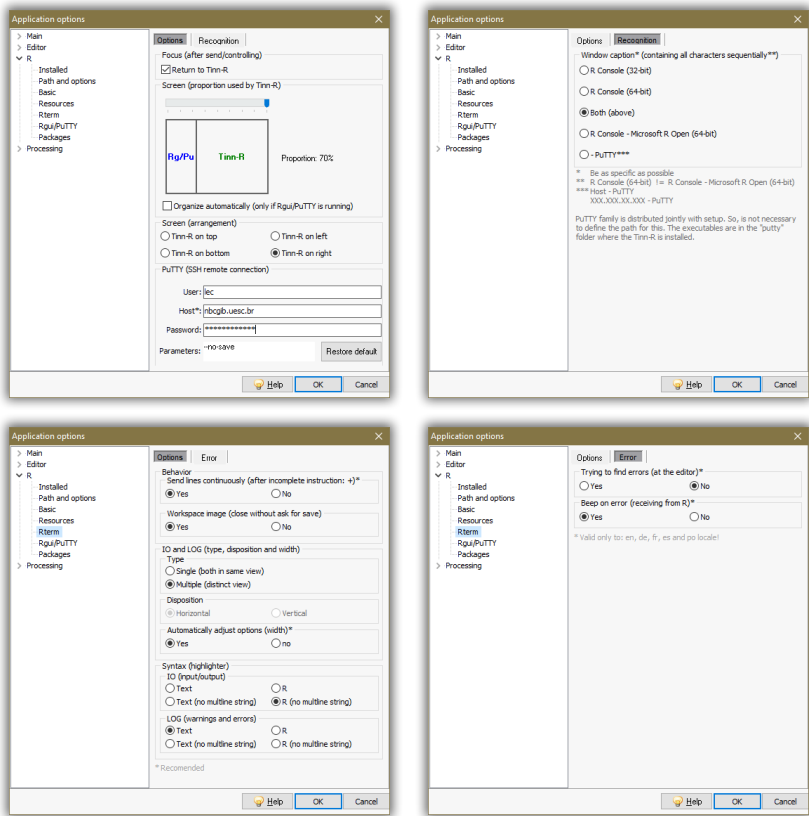 Application options
> Main
> Editor
R
Installed
Path and options
Basic
Resources
Rterm
Rgui/PuTTY
Packages
> Processing
Options Recognition
Focus (after send/controlling)
Return to Tinn-R
Screen (proportion used by Tinn-R)
Rg/Pu Tinn-R Proportion: 70%
Organize automatically (only if Rgui/PuTTY is running)
Screen (arrangement)
Tinn-R on top Tinn-R on left
Tinn-R on bottom Tinn-R on right
PuTTY (SSH remote connection)
User: lec
Host*: nbcgib.uesc.br
Password: ************
Parameters: --no-save Restore default
Help OK Cancel
Application options
> Main
> Editor
R
Installed
Path and options
Basic
Resources
Rterm
Rgui/PuTTY
Packages
> Processing
Options Recognition
Window caption* (containing all characters sequentially**)
R Console (32-bit)
R Console (64-bit)
Both (above)
R Console - Microsoft R Open (64-bit)
- PuTTY***
* Be as specific as possible
** R Console (64-bit) != R Console - Microsoft R Open (64-bit)
*** Host - PuTTY
XXX.XXX.XX.XXX - PuTTY
PuTTY family is distributed jointly with setup. So, is not necessary
to define the path for this. The executables are in the "putty"
folder where the Tinn-R is installed.
Help OK Cancel
Application options
> Main
> Editor
R
Installed
Path and options
Basic
Resources
Rterm
Rgui/PuTTY
Packages
> Processing
Options Error
Behavior
Send lines continuously (after incomplete instruction: +)*
Yes No
Workspace image (close without ask for save)
Yes No
IO and LOG (type, disposition and width)
Type
Single (both in same view)
Multiple (distinct view)
Disposition
Horizontal Vertical
Automatically adjust options (width)*
Yes no
Syntax (highlighter)
IO (input/output)
Text R
Text (no multline string) R (no multline string)
LOG (warnings and errors)
Text R
Text (no multline string) R (no multline string)
* Recomended
Help OK Cancel
Application options
> Main
> Editor
R
Installed
Path and options
Basic
Resources
Rterm
Rgui/PuTTY
Packages
> Processing
Options Error
Trying to find errors (at the editor)*
Yes No
Beep on error (receiving from R)*
Yes No
* Valid only to: en, de, fr, es and po locale!
Help OK Cancel